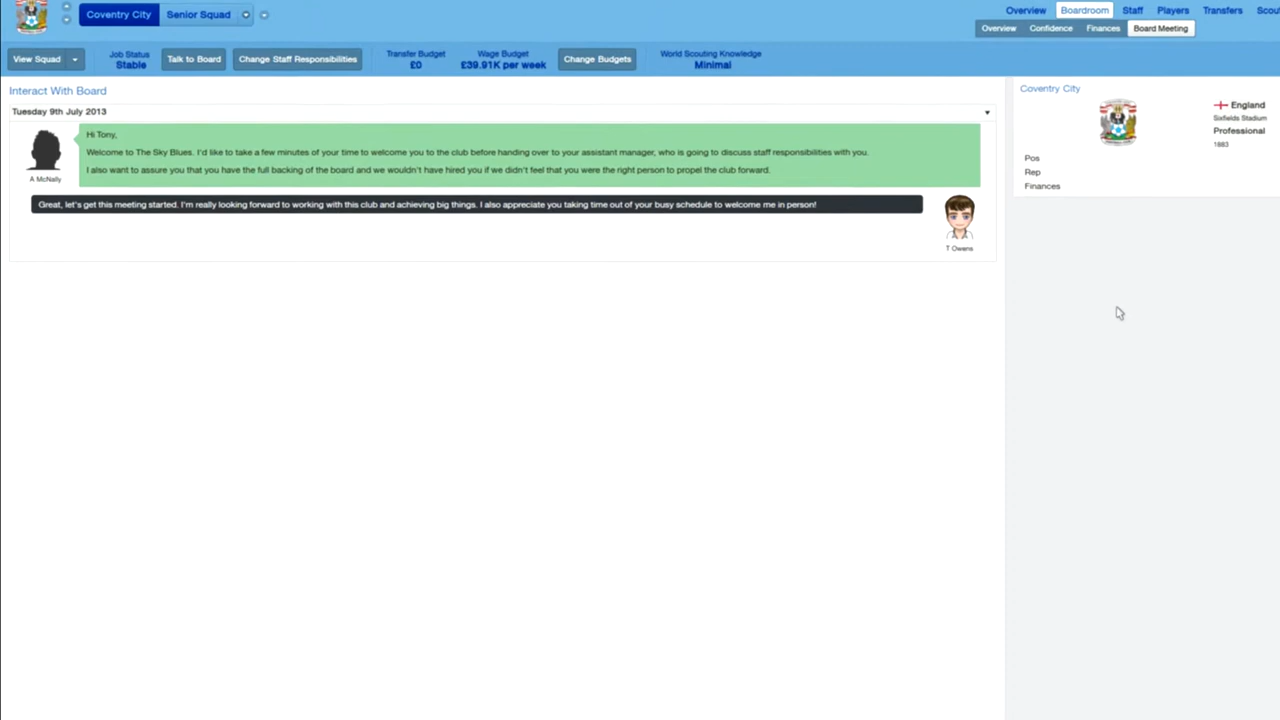 Coventry City Senior Squad
Overview Boardroom Staff Players Transfers Scou
Overview Confidence Finances Board Meeting
View Squad
Job Status
Stable
Talk to Board
Change Staff Responsibilities
Transfer Budget
£0
Wage Budget
£39.91K per week
Change Budgets
World Scouting Knowledge
Minimal
Interact With Board
Tuesday 9th July 2013
Hi Tony,
Welcome to The Sky Blues. I'd like to take a few minutes of your time to welcome you to the club before handing over to your assistant manager, who is going to discuss staff responsibilities with you.
I also want to assure you that you have the full backing of the board and we wouldn't have hired you if we didn't feel that you were the right person to propel the club forward.
A McNally
Great, let's get this meeting started. I'm really looking forward to working with this club and achieving big things. I also appreciate you taking time out of your busy schedule to welcome me in person!
T Owens
Coventry City
England
Sixfields Stadium
Professional
1883
Pos
Rep
Finances